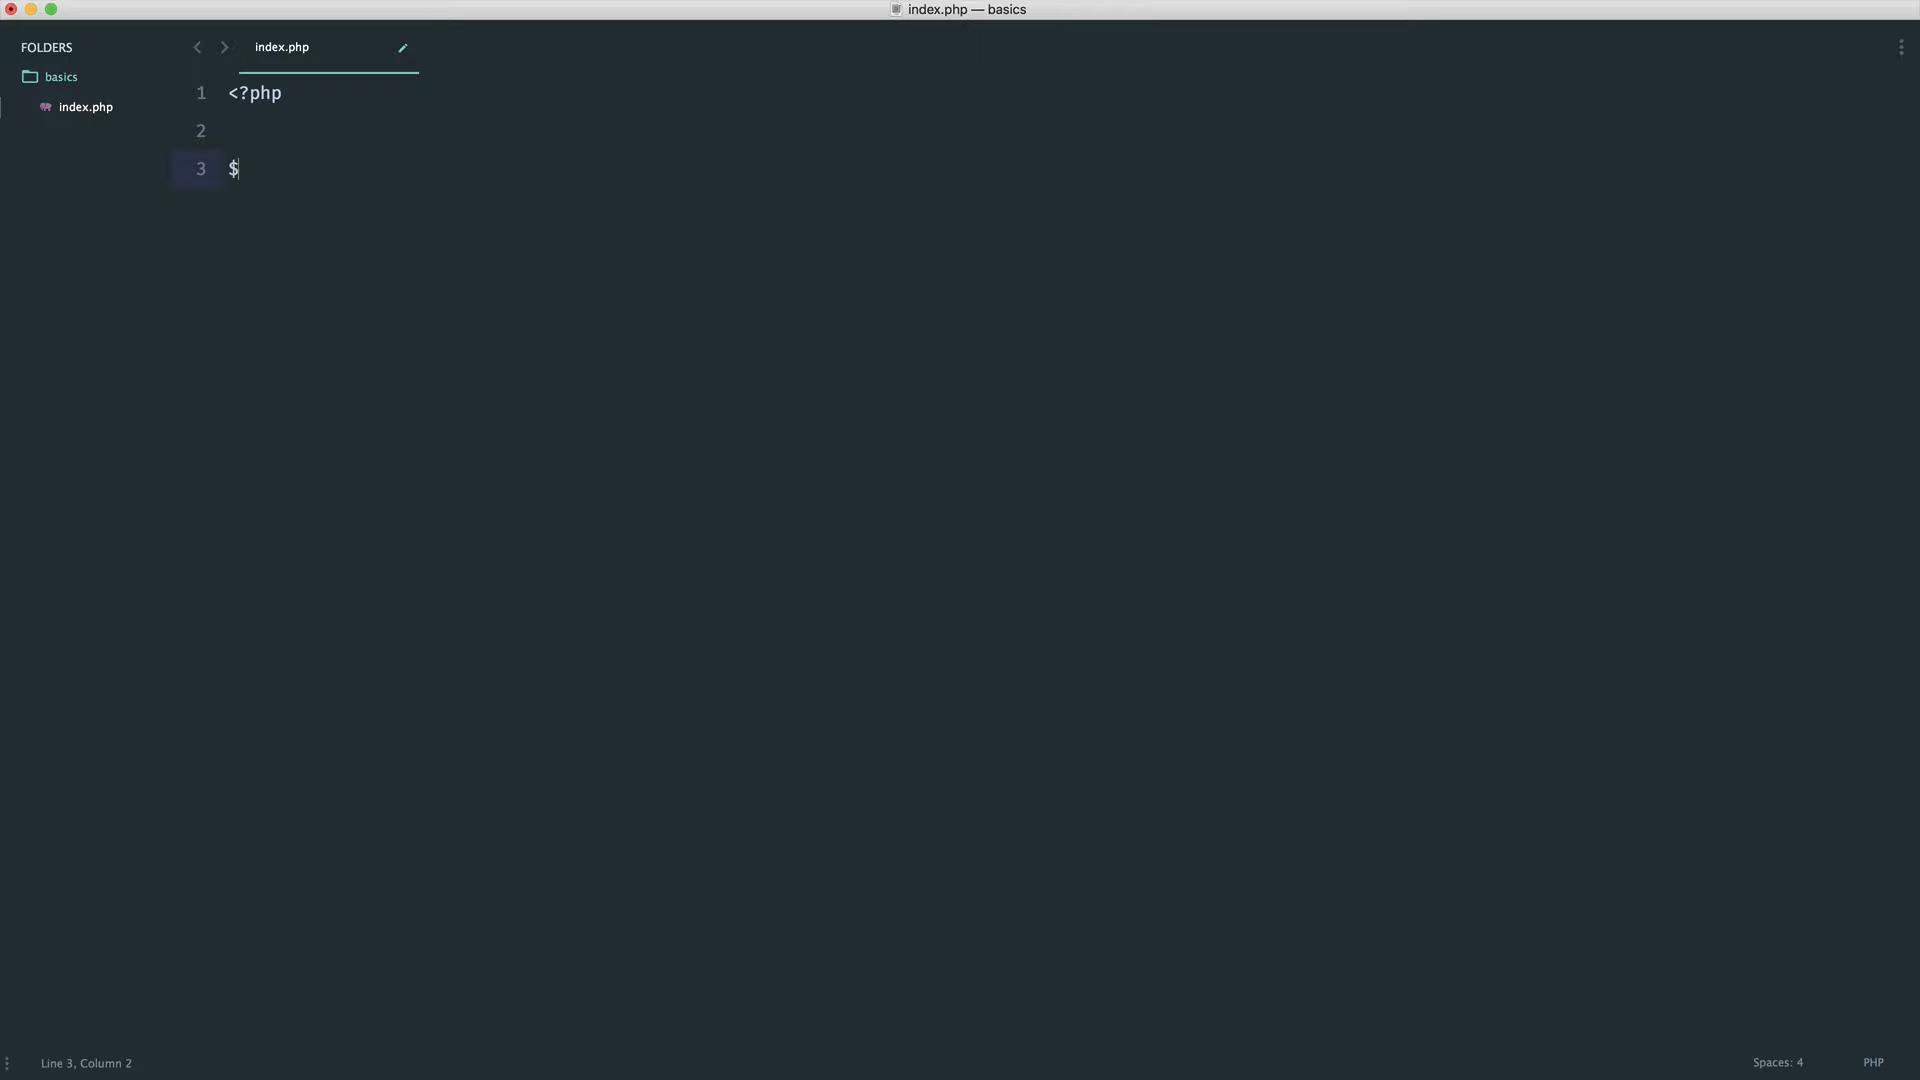 index.php — basics
FOLDERS
basics
index.php
index.php
1 <?php
2
3 $
Line 3, Column 2
Spaces: 4
PHP